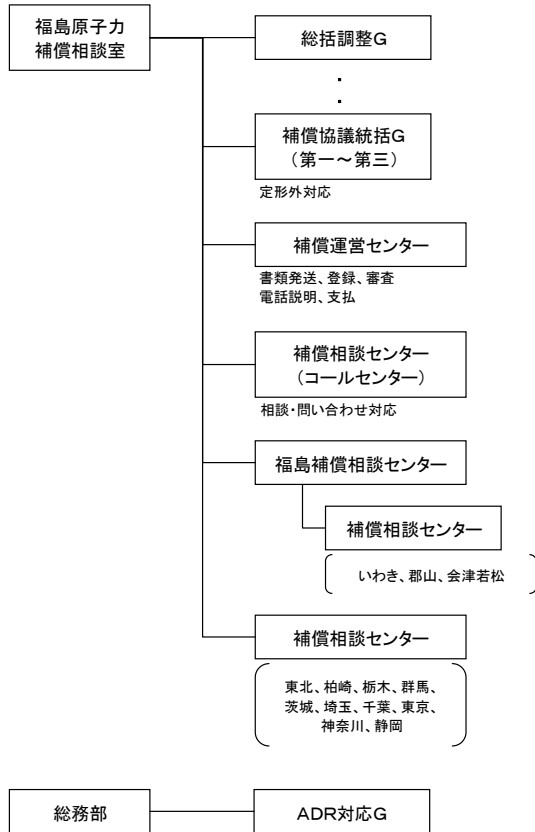 福島原子力
補償相談室
総括調整G
・
・
補償協議統括G
（第一～第三）
定形外対応
補償運営センター
書類発送、登録、審査
電話説明、支払
補償相談センター
（コールセンター）
相談・問い合わせ対応
福島補償相談センター
補償相談センター
いわき、郡山、会津若松
補償相談センター
東北、柏崎、栃木、群馬、
茨城、埼玉、千葉、東京、
神奈川、静岡
総務部
ADR対応G